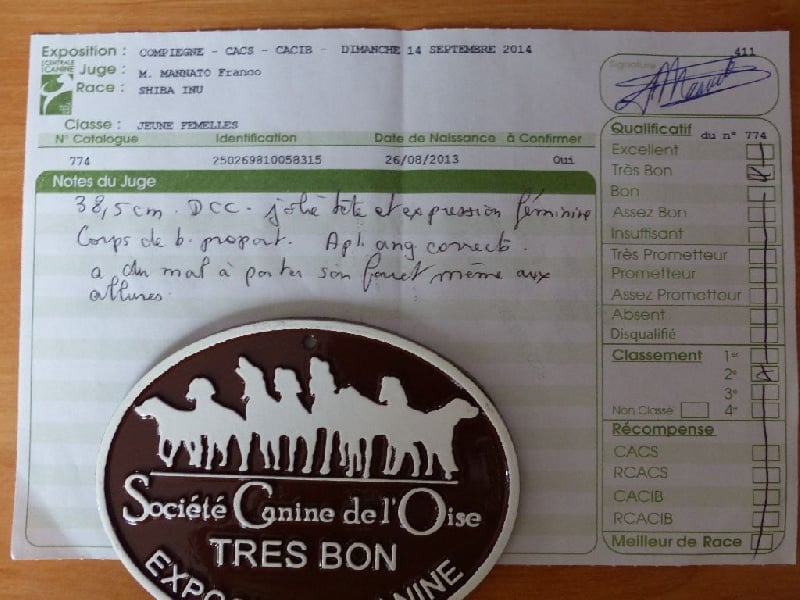 411
Exposition : COMPIEGNE - CACS - CACIB - DIMANCHE 14 SEPTEMBRE 2014
CENTRALE CANINE
Juge : M. MANNATO Franco
Race : SHIBA INU
Signature
Classe : JEUNE FEMELLES
N° Catalogue Identification Date de Naissance à Confirmer
774 250269810058315 26/08/2013 Oui
Notes du Juge
38,5 cm. DCC. jolie tête et expression féminine
Corps de b. proport. Apl. ang corrects.
a du mal à porter son fouet même aux
allures.
Qualificatif du n° 774
Excellent
Très Bon
Bon
Assez Bon
Insuffisant
Très Prometteur
Prometteur
Assez Prometteur
Absent
Disqualifié
Classement 1er
2e
3e
Non Classé 4e
Récompense
CACS
RCACS
CACIB
RCACIB
Meilleur de Race
Société Canine de l'Oise
TRES BON